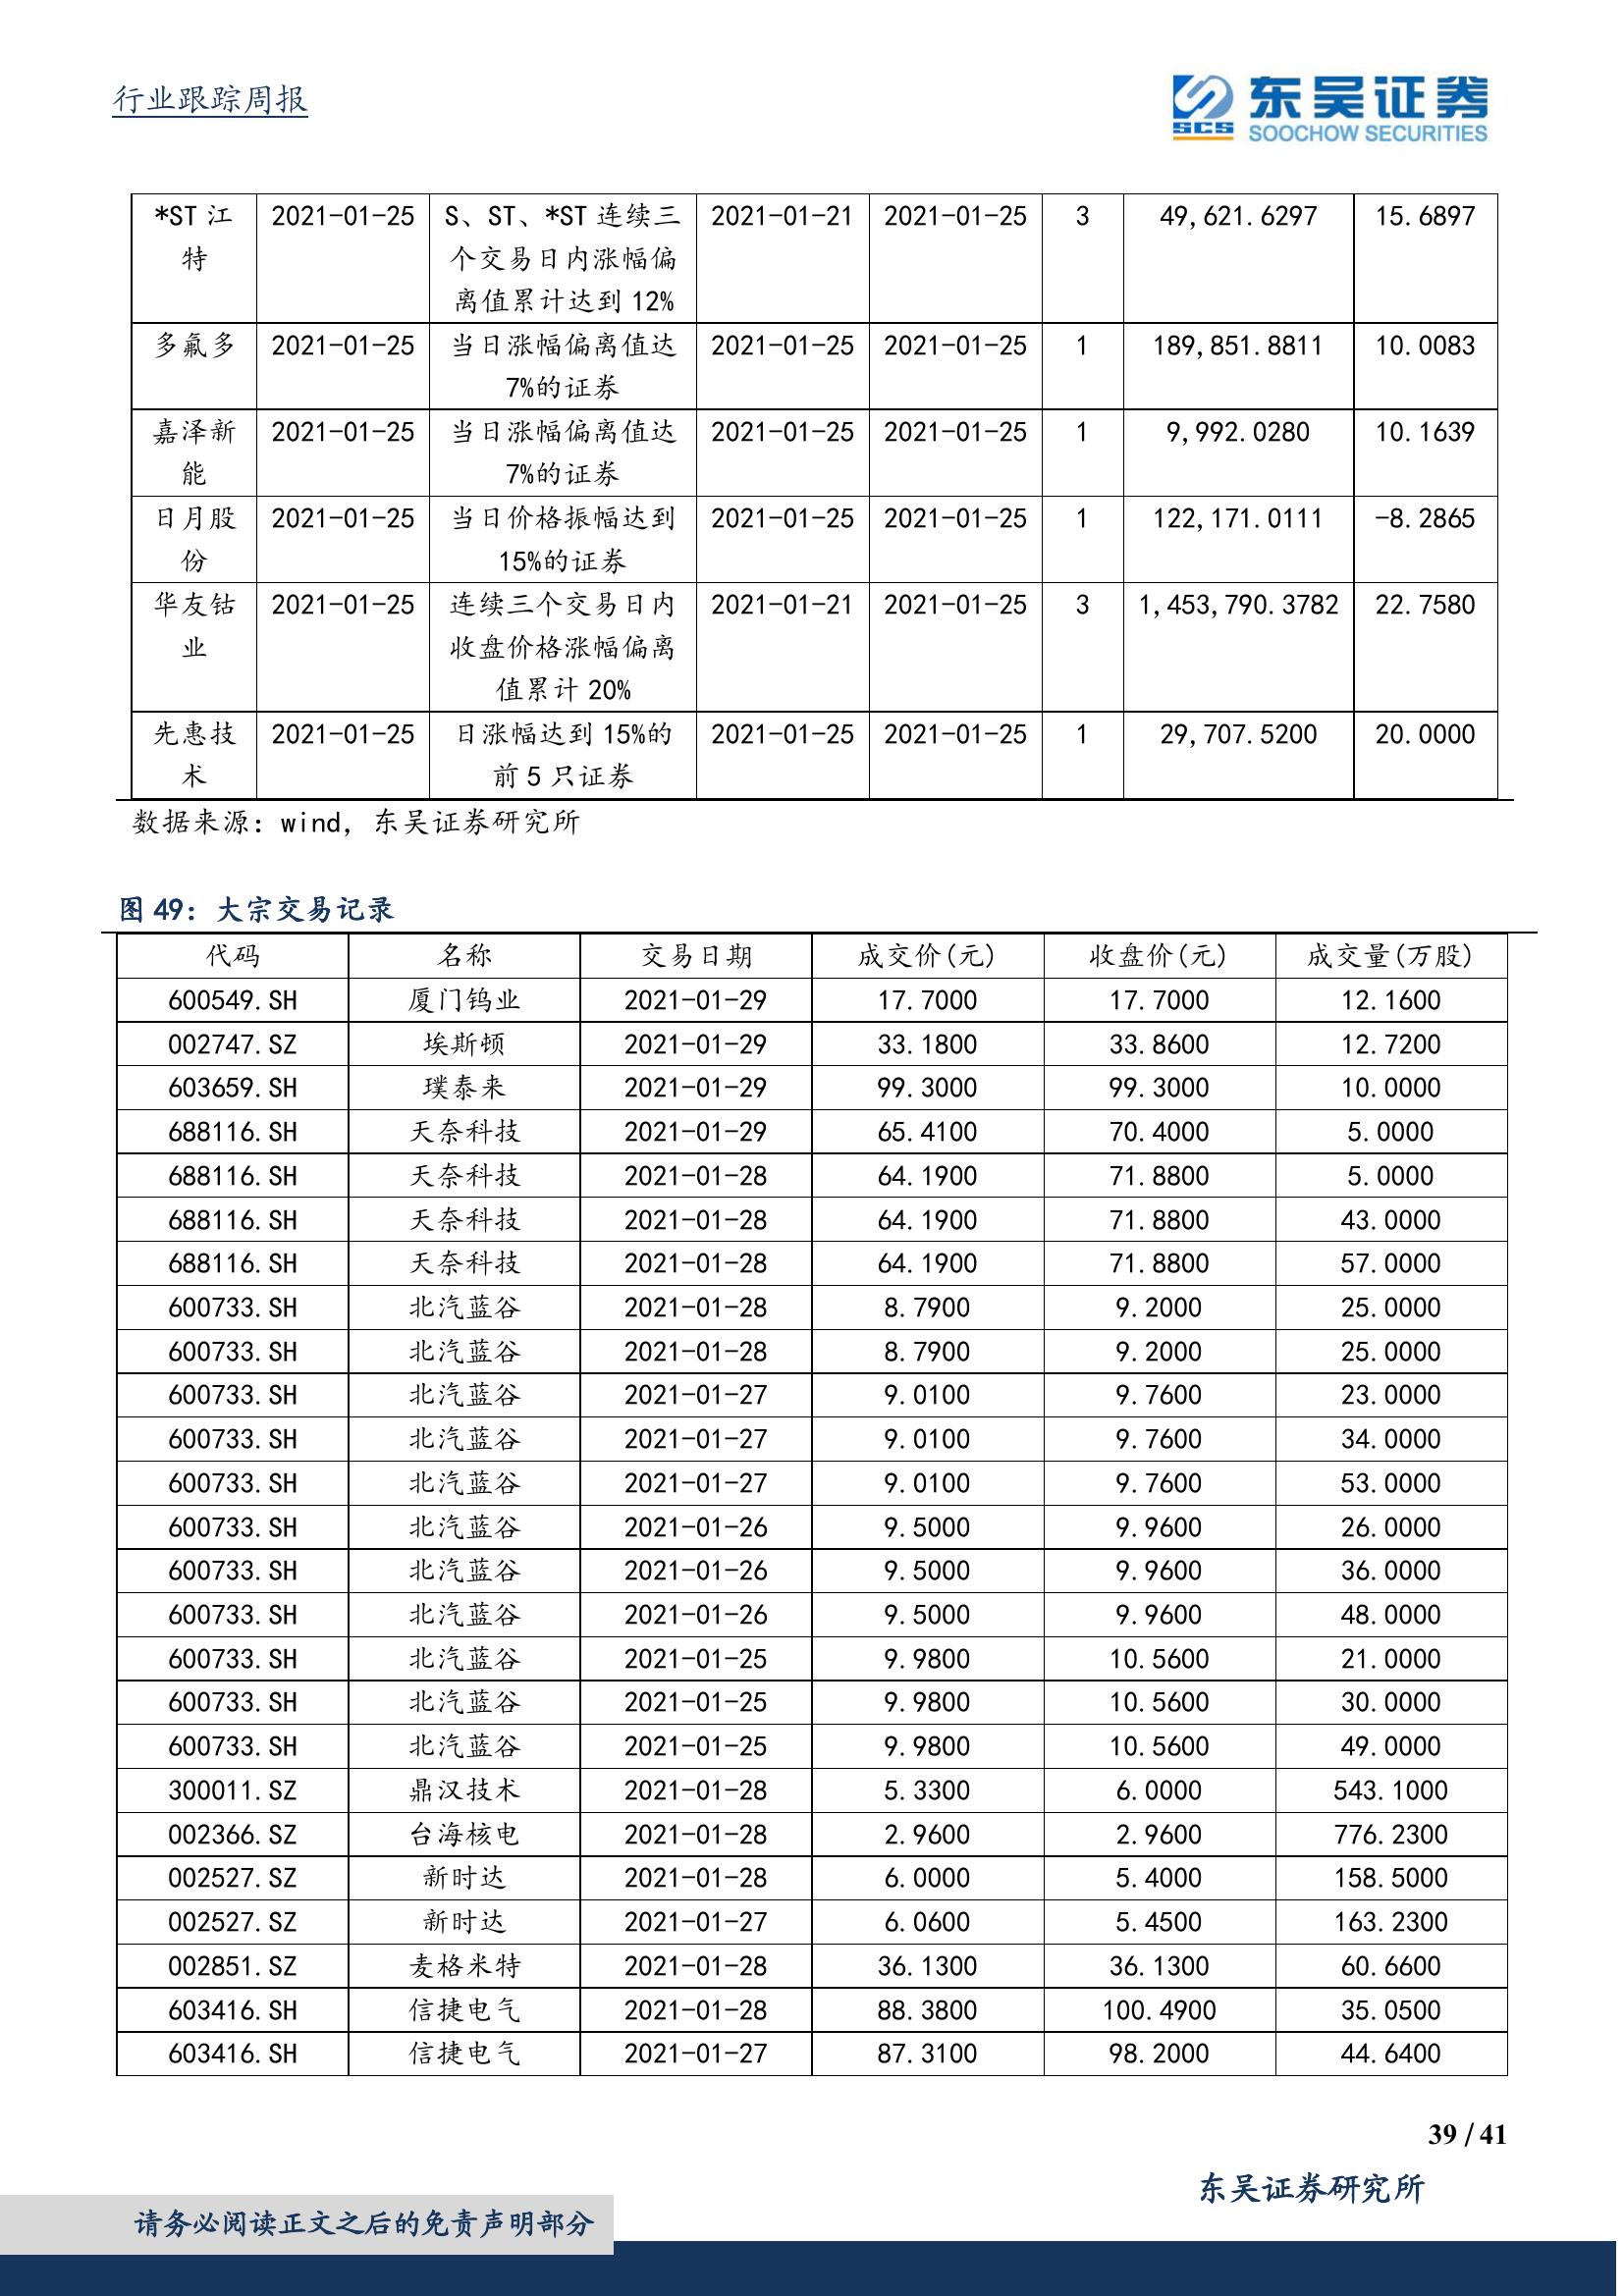 行业跟踪周报
SCS 东吴证券
SOOCHOW SECURITIES
*ST 江特 2021-01-25 S、ST、*ST 连续三个交易日内涨幅偏离值累计达到 12% 2021-01-21 2021-01-25 3 49,621.6297 15.6897
多氟多 2021-01-25 当日涨幅偏离值达 7%的证券 2021-01-25 2021-01-25 1 189,851.8811 10.0083
嘉泽新能 2021-01-25 当日涨幅偏离值达 7%的证券 2021-01-25 2021-01-25 1 9,992.0280 10.1639
日月股份 2021-01-25 当日价格振幅达到 15%的证券 2021-01-25 2021-01-25 1 122,171.0111 -8.2865
华友钴业 2021-01-25 连续三个交易日内收盘价格涨幅偏离值累计 20% 2021-01-21 2021-01-25 3 1,453,790.3782 22.7580
先惠技术 2021-01-25 日涨幅达到 15%的前 5 只证券 2021-01-25 2021-01-25 1 29,707.5200 20.0000
数据来源：wind，东吴证券研究所
图 49：大宗交易记录
代码 名称 交易日期 成交价(元) 收盘价(元) 成交量(万股)
600549.SH 厦门钨业 2021-01-29 17.7000 17.7000 12.1600
002747.SZ 埃斯顿 2021-01-29 33.1800 33.8600 12.7200
603659.SH 璞泰来 2021-01-29 99.3000 99.3000 10.0000
688116.SH 天奈科技 2021-01-29 65.4100 70.4000 5.0000
688116.SH 天奈科技 2021-01-28 64.1900 71.8800 5.0000
688116.SH 天奈科技 2021-01-28 64.1900 71.8800 43.0000
688116.SH 天奈科技 2021-01-28 64.1900 71.8800 57.0000
600733.SH 北汽蓝谷 2021-01-28 8.7900 9.2000 25.0000
600733.SH 北汽蓝谷 2021-01-28 8.7900 9.2000 25.0000
600733.SH 北汽蓝谷 2021-01-27 9.0100 9.7600 23.0000
600733.SH 北汽蓝谷 2021-01-27 9.0100 9.7600 34.0000
600733.SH 北汽蓝谷 2021-01-27 9.0100 9.7600 53.0000
600733.SH 北汽蓝谷 2021-01-26 9.5000 9.9600 26.0000
600733.SH 北汽蓝谷 2021-01-26 9.5000 9.9600 36.0000
600733.SH 北汽蓝谷 2021-01-26 9.5000 9.9600 48.0000
600733.SH 北汽蓝谷 2021-01-25 9.9800 10.5600 21.0000
600733.SH 北汽蓝谷 2021-01-25 9.9800 10.5600 30.0000
600733.SH 北汽蓝谷 2021-01-25 9.9800 10.5600 49.0000
300011.SZ 鼎汉技术 2021-01-28 5.3300 6.0000 543.1000
002366.SZ 台海核电 2021-01-28 2.9600 2.9600 776.2300
002527.SZ 新时达 2021-01-28 6.0000 5.4000 158.5000
002527.SZ 新时达 2021-01-27 6.0600 5.4500 163.2300
002851.SZ 麦格米特 2021-01-28 36.1300 36.1300 60.6600
603416.SH 信捷电气 2021-01-28 88.3800 100.4900 35.0500
603416.SH 信捷电气 2021-01-27 87.3100 98.2000 44.6400
39 / 41
东吴证券研究所
请务必阅读正文之后的免责声明部分